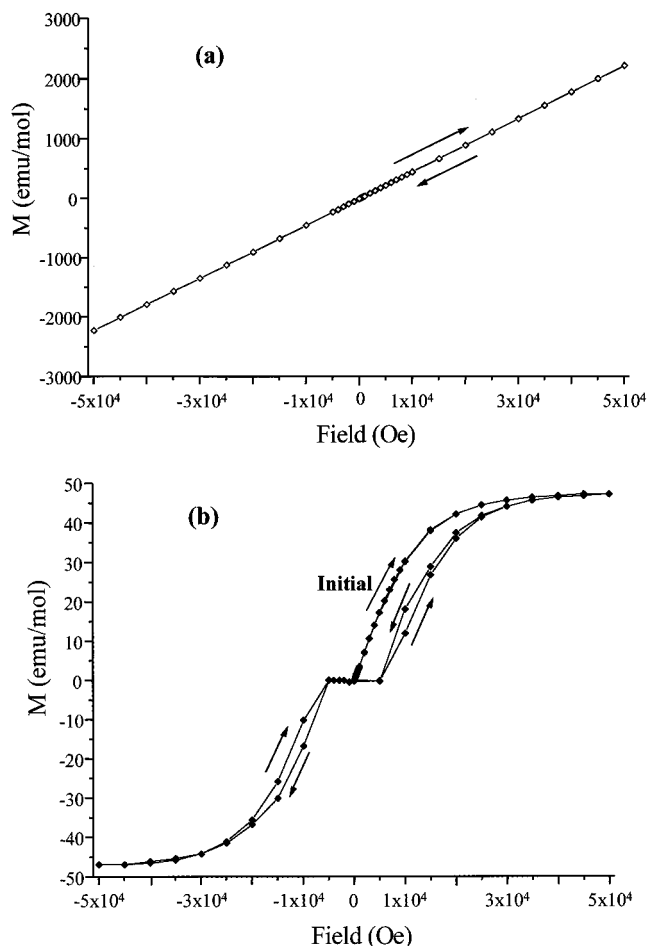 (a)
M (emu/mol)
3000
2000
1000
0
-1000
-2000
-3000
-5x10⁴ -3x10⁴ -1x10⁴ 0 1x10⁴ 3x10⁴ 5x10⁴
Field (Oe)
(b)
Initial
M (emu/mol)
50
40
30
20
10
0
-10
-20
-30
-40
-50
-5x10⁴ -3x10⁴ -1x10⁴ 0 1x10⁴ 3x10⁴ 5x10⁴
Field (Oe)